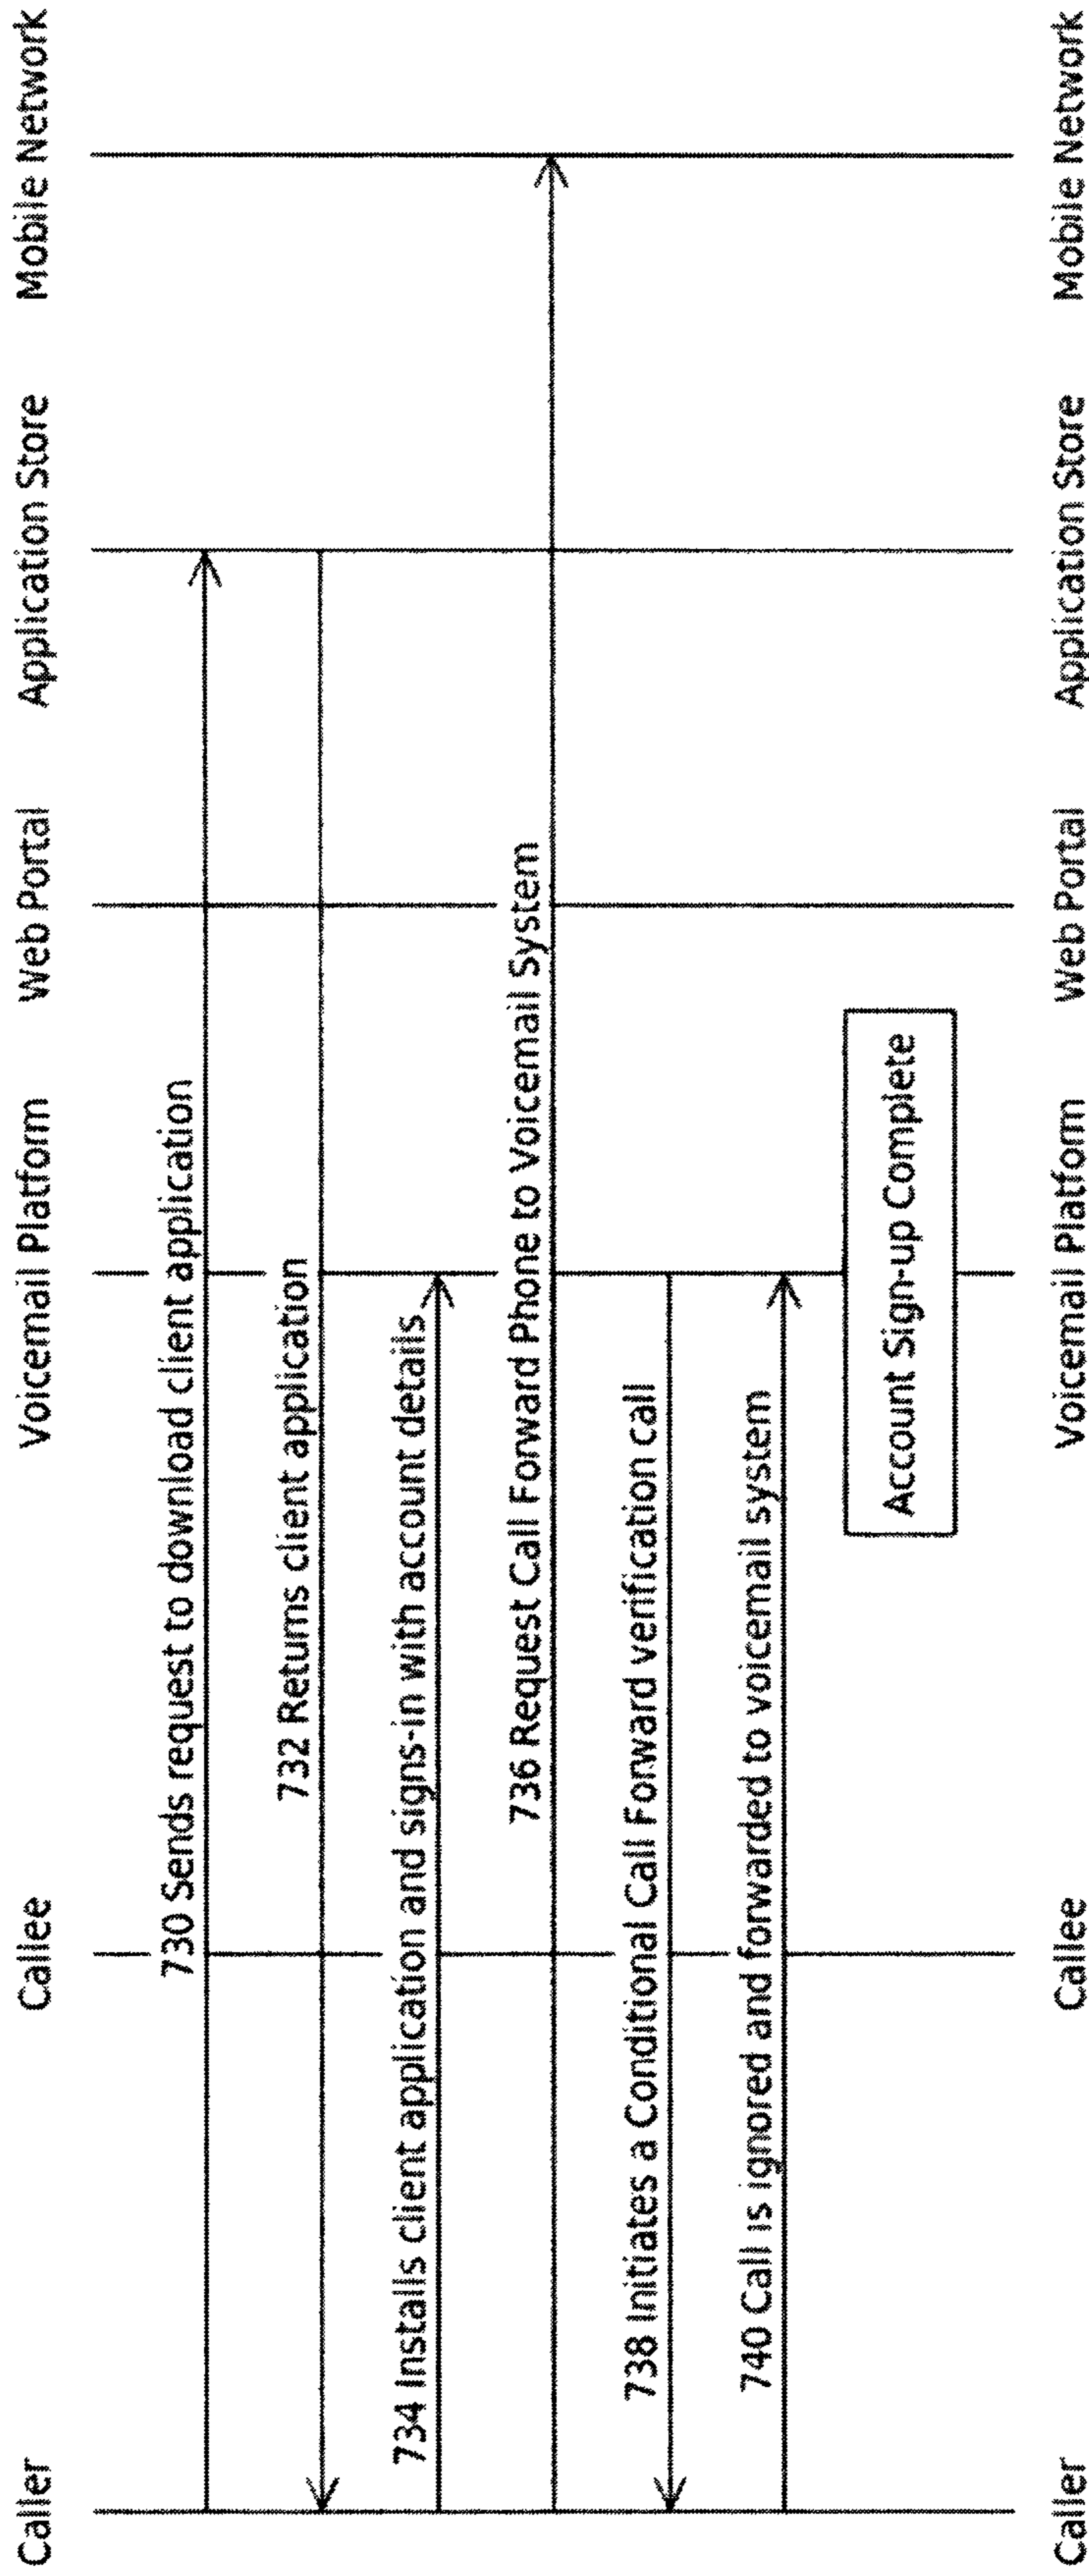 Caller
Callee
Voicemail Platform
Web Portal
Application Store
Mobile Network
730 Sends request to download client application
732 Returns client application
734 Installs client application and signs-in with account details
736 Request Call Forward Phone to Voicemail System
738 Initiates a Conditional Call Forward verification call
740 Call is ignored and forwarded to voicemail system
Account Sign-up Complete
Caller
Callee
Voicemail Platform
Web Portal
Application Store
Mobile Network